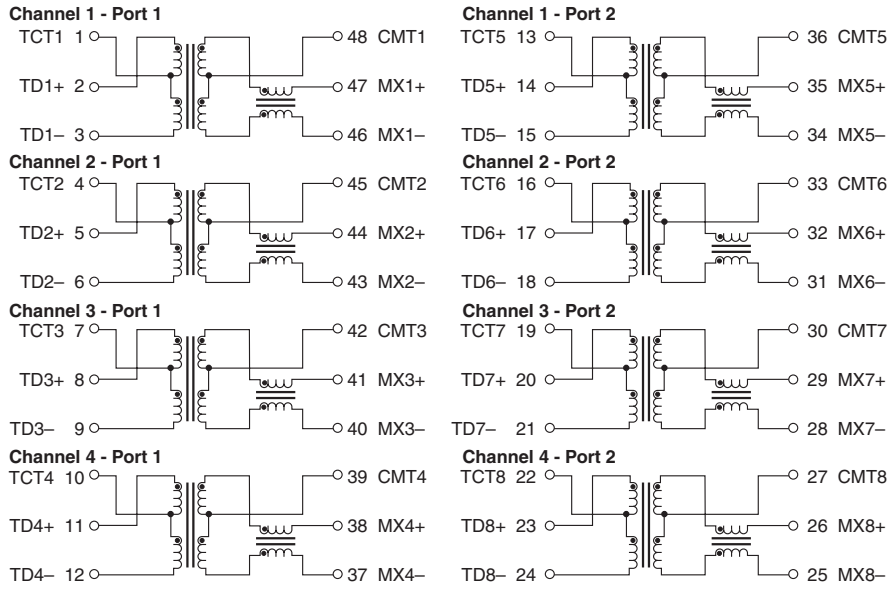 Channel 1 - Port 1
TCT1 1 48 CMT1
TD1+ 2 47 MX1+
TD1– 3 46 MX1–
Channel 2 - Port 1
TCT2 4 45 CMT2
TD2+ 5 44 MX2+
TD2– 6 43 MX2–
Channel 3 - Port 1
TCT3 7 42 CMT3
TD3+ 8 41 MX3+
TD3– 9 40 MX3–
Channel 4 - Port 1
TCT4 10 39 CMT4
TD4+ 11 38 MX4+
TD4– 12 37 MX4–
Channel 1 - Port 2
TCT5 13 36 CMT5
TD5+ 14 35 MX5+
TD5– 15 34 MX5–
Channel 2 - Port 2
TCT6 16 33 CMT6
TD6+ 17 32 MX6+
TD6– 18 31 MX6–
Channel 3 - Port 2
TCT7 19 30 CMT7
TD7+ 20 29 MX7+
TD7– 21 28 MX7–
Channel 4 - Port 2
TCT8 22 27 CMT8
TD8+ 23 26 MX8+
TD8– 24 25 MX8–